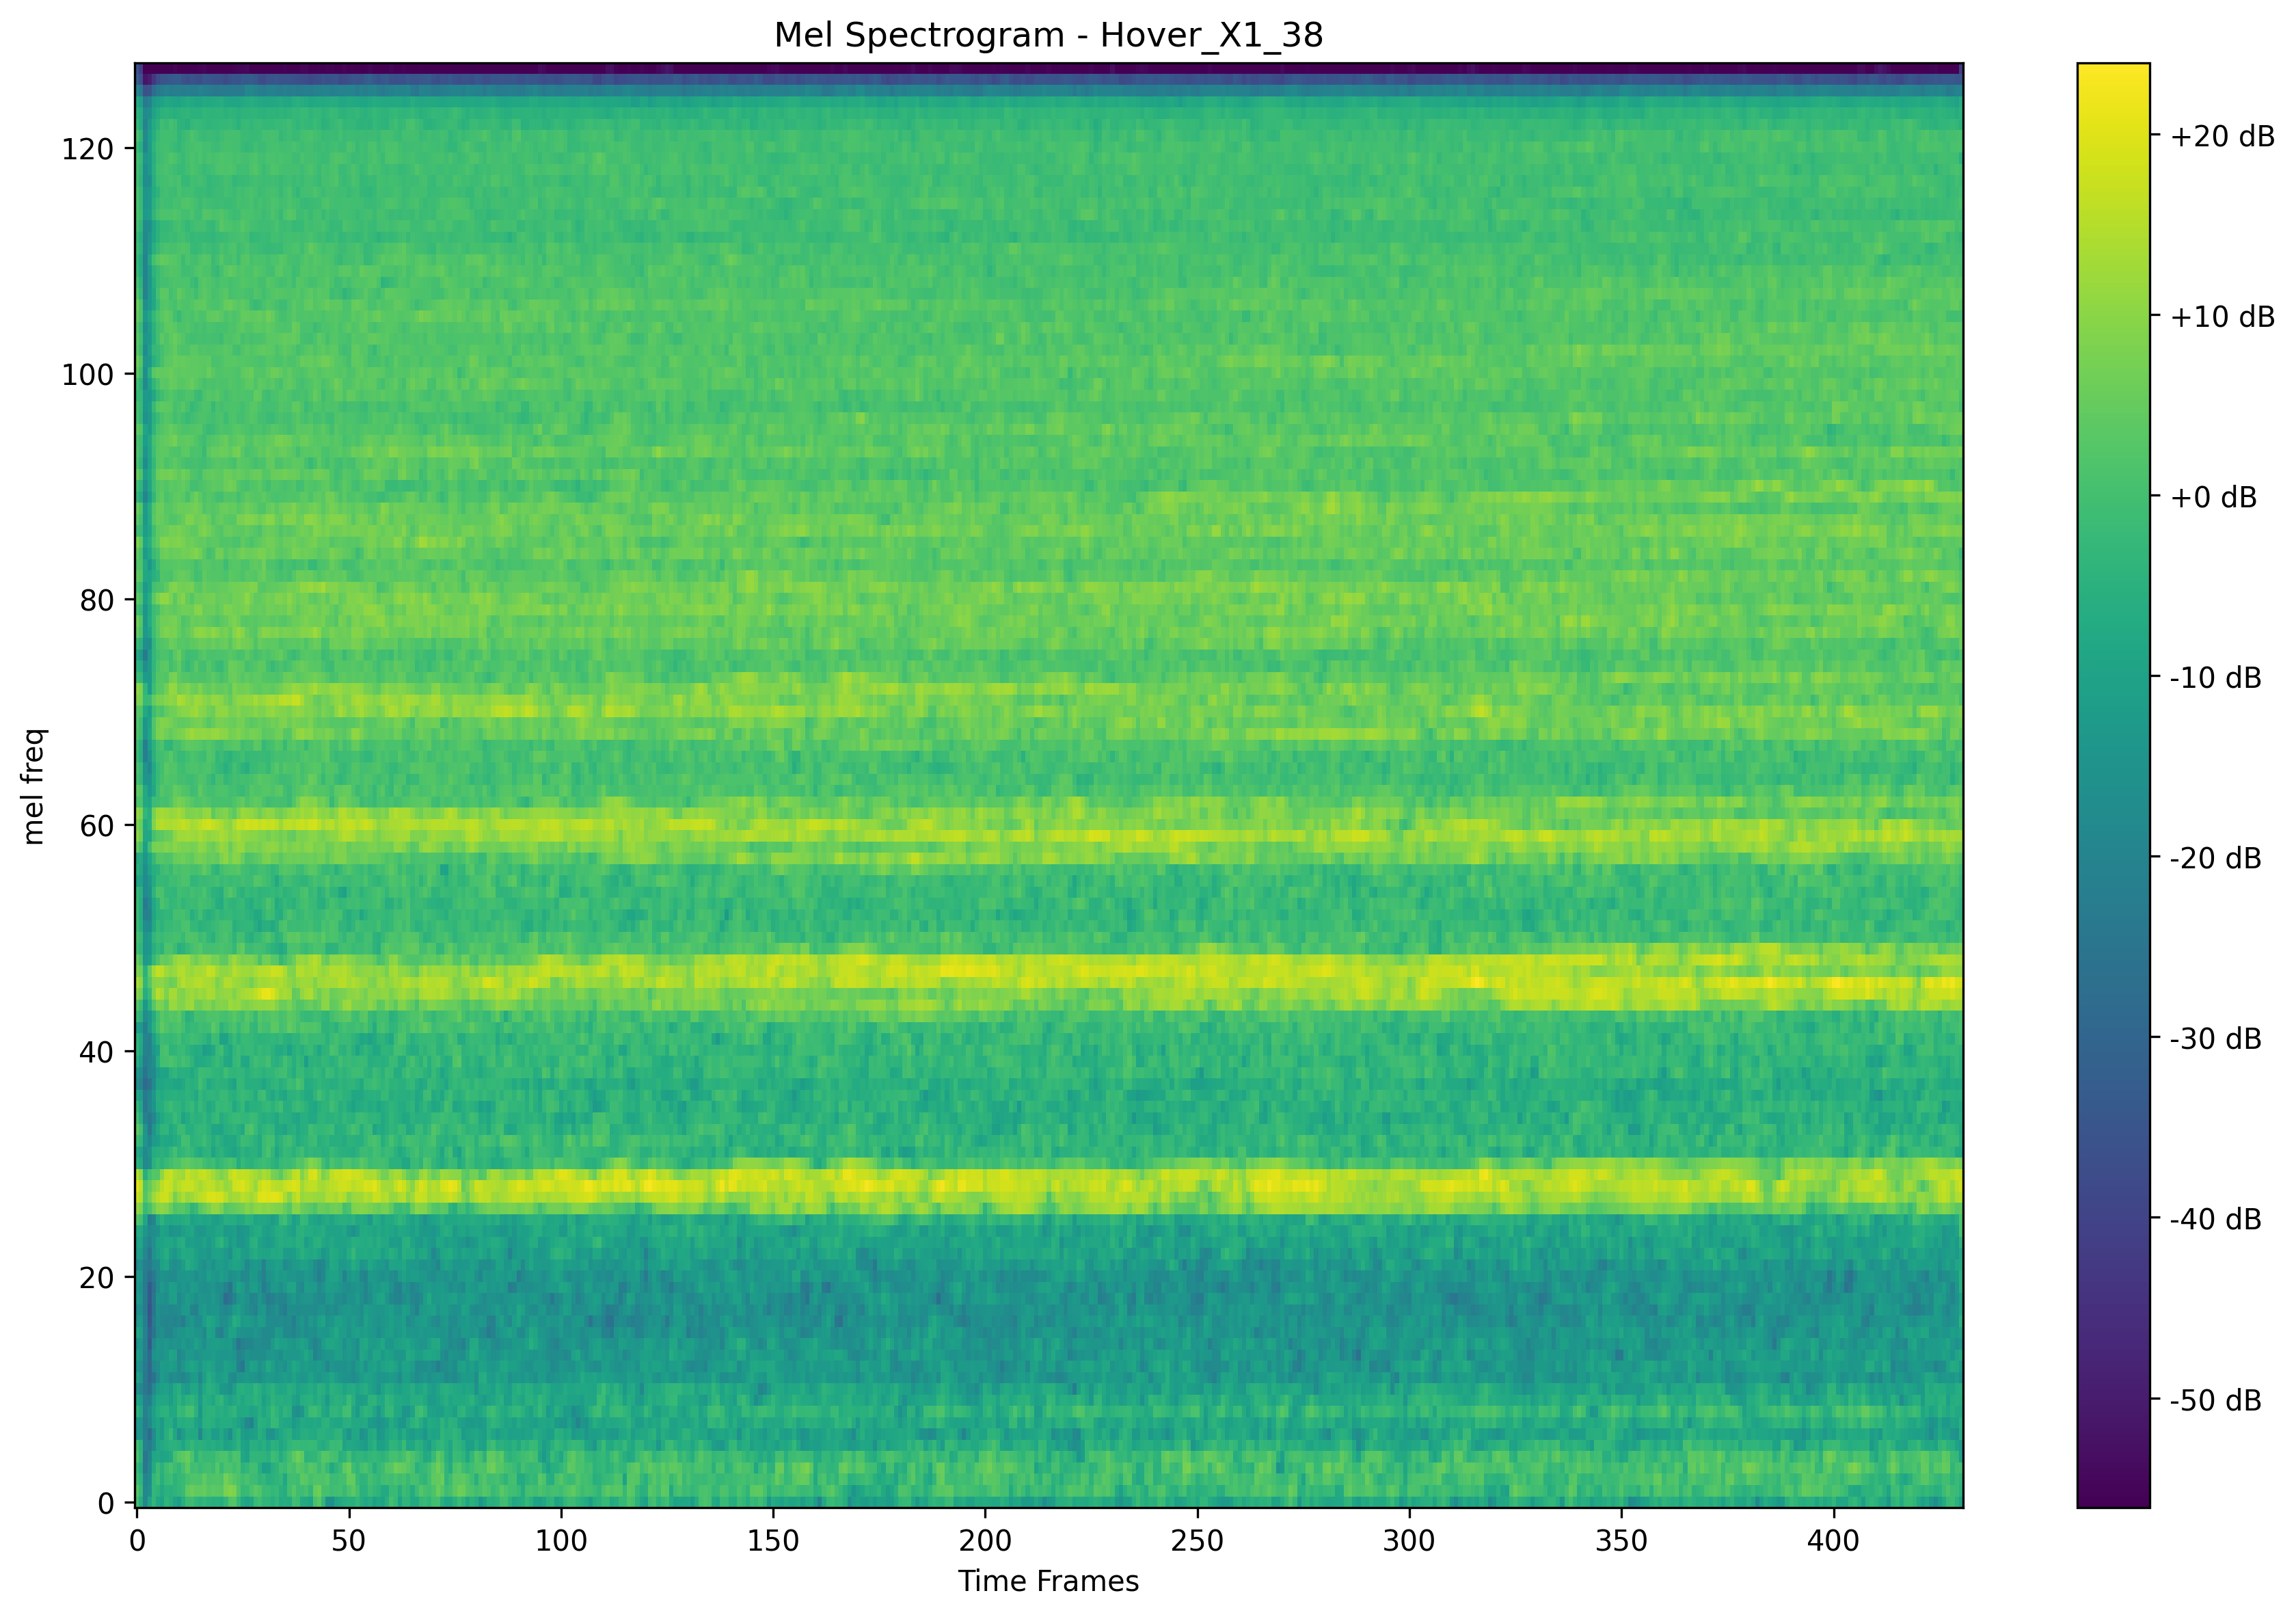 Mel Spectrogram - Hover_X1_38
mel freq
120
100
80
60
40
20
0
0 50 100 150 200 250 300 350 400
Time Frames
+20 dB
+10 dB
+0 dB
-10 dB
-20 dB
-30 dB
-40 dB
-50 dB